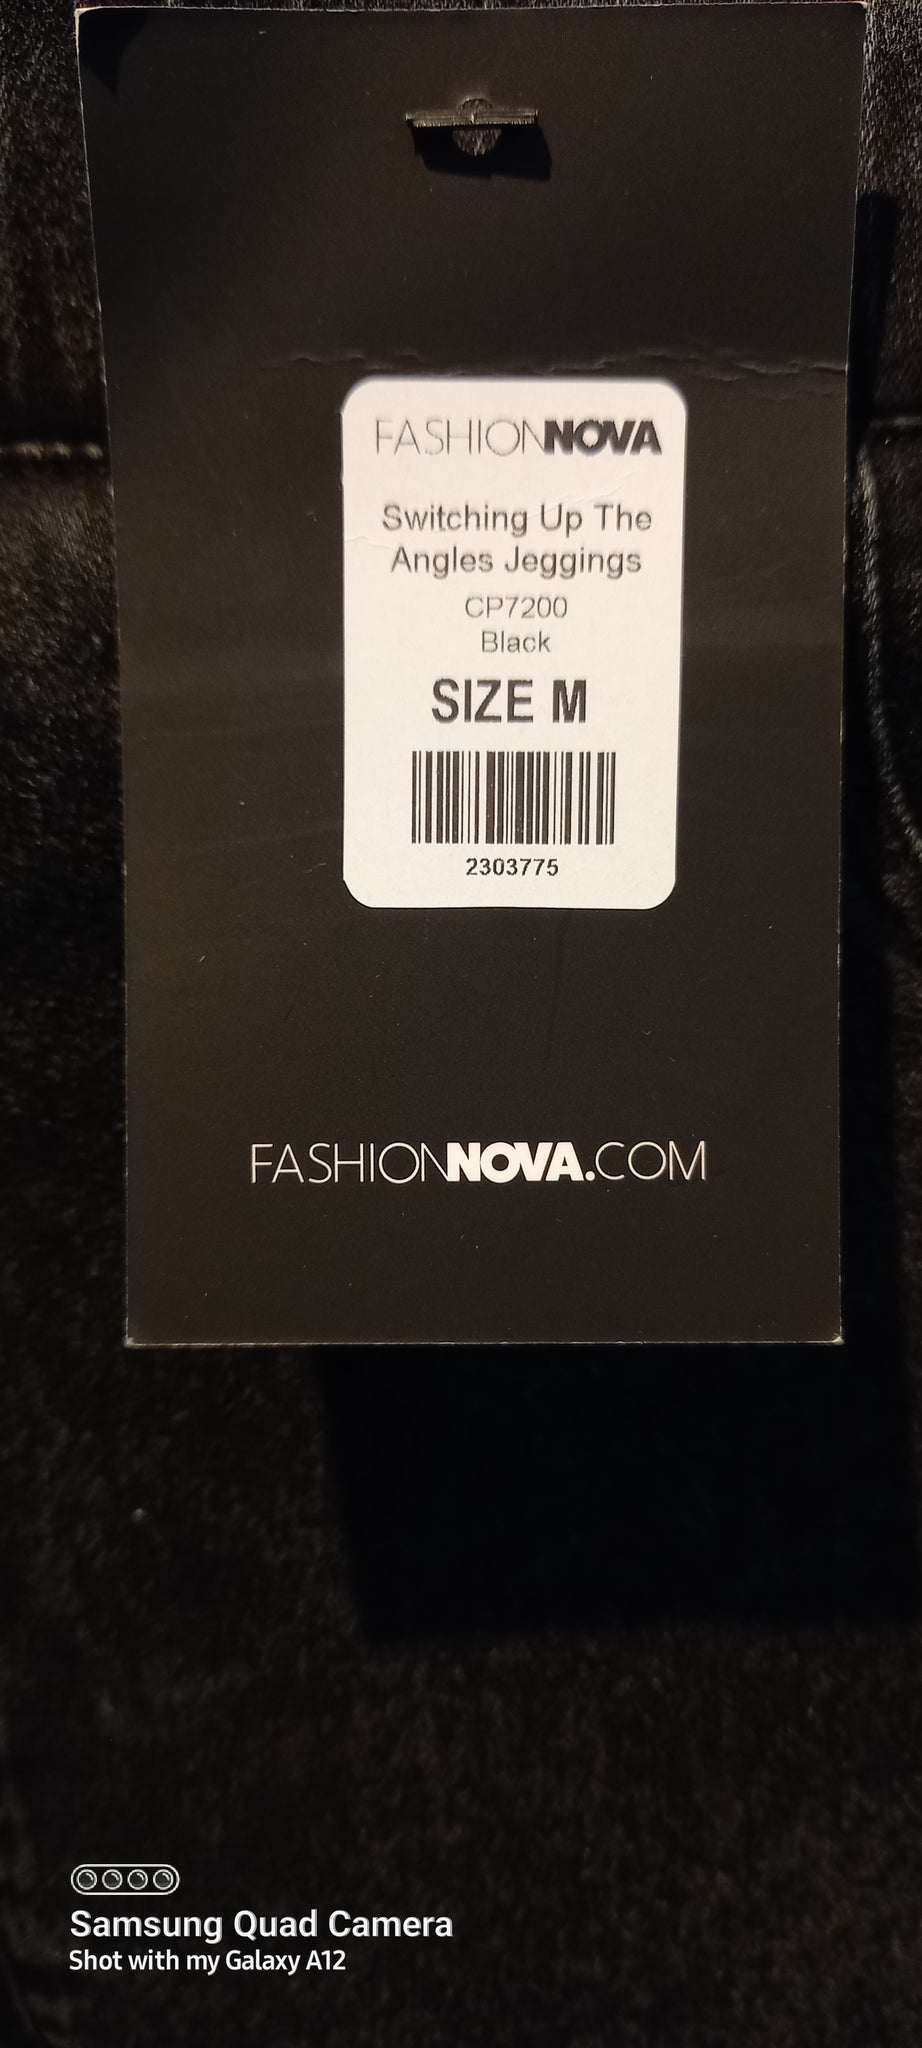 FASHIONNOVA
Switching Up The
Angles Jeggings
CP7200
Black
SIZE M
2303775
FASHIONNOVA.COM
Samsung Quad Camera
Shot with my Galaxy A12